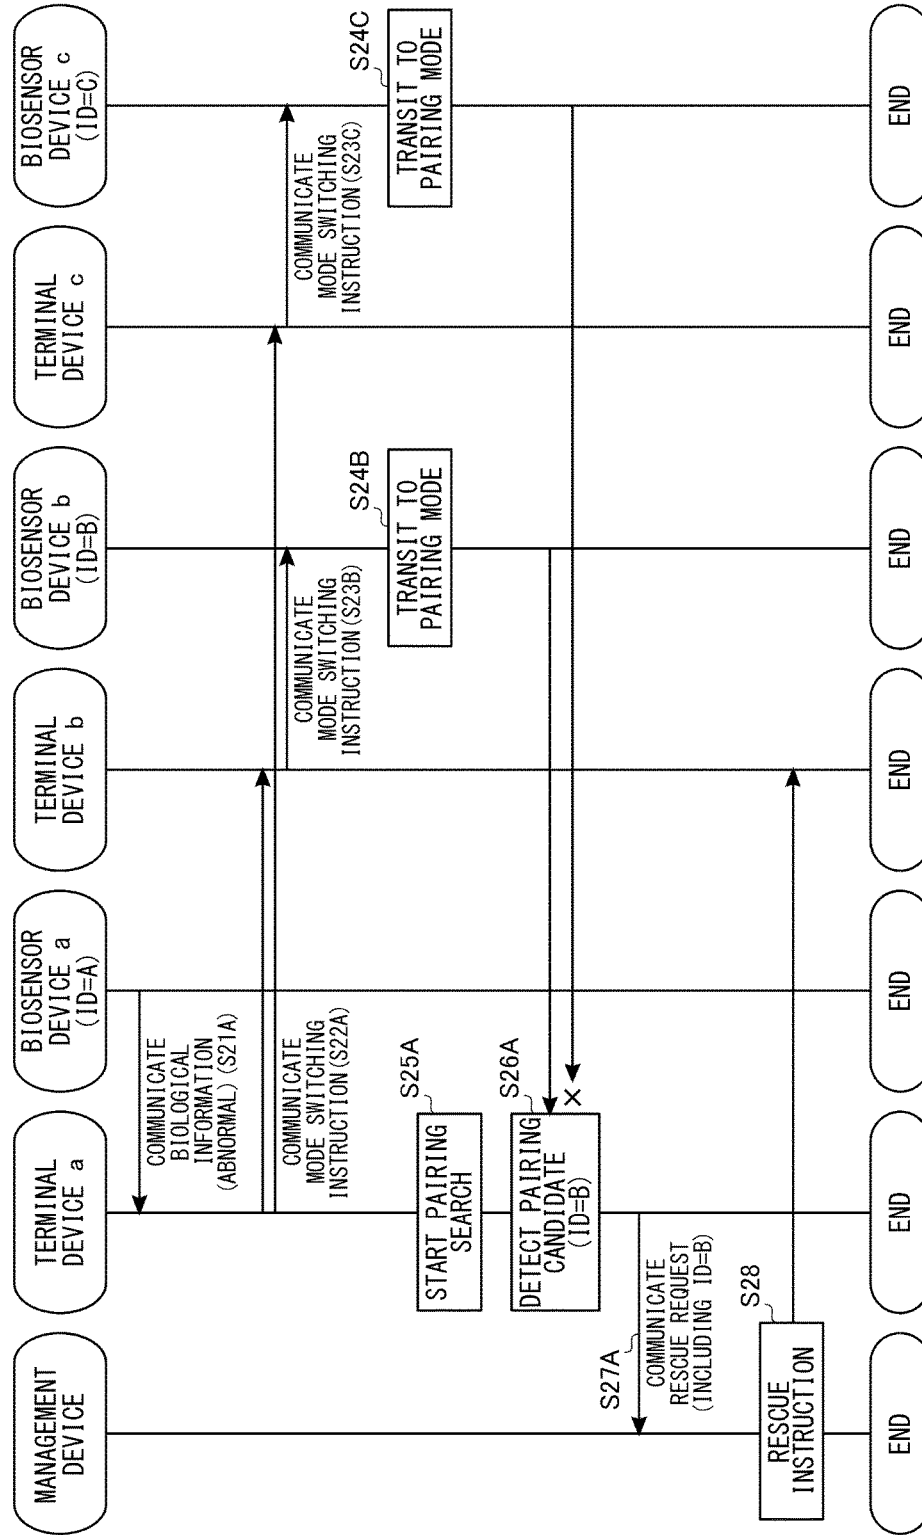 MANAGEMENT
DEVICE
TERMINAL
DEVICE a
BIOSENSOR
DEVICE a
(ID=A)
TERMINAL
DEVICE b
BIOSENSOR
DEVICE b
(ID=B)
TERMINAL
DEVICE c
BIOSENSOR
DEVICE c
(ID=C)
COMMUNICATE
BIOLOGICAL
INFORMATION
(ABNORMAL) (S21A)
COMMUNICATE
MODE SWITCHING
INSTRUCTION(S22A)
COMMUNICATE
MODE SWITCHING
INSTRUCTION(S23B)
COMMUNICATE
MODE SWITCHING
INSTRUCTION(S23C)
S24B
TRANSIT TO
PAIRING MODE
S24C
TRANSIT TO
PAIRING MODE
S25A
START PAIRING
SEARCH
S26A
DETECT PAIRING
CANDIDATE
(ID=B)
×
S27A
COMMUNICATE
RESCUE REQUEST
(INCLUDING ID=B)
S28
RESCUE
INSTRUCTION
END
END
END
END
END
END
END